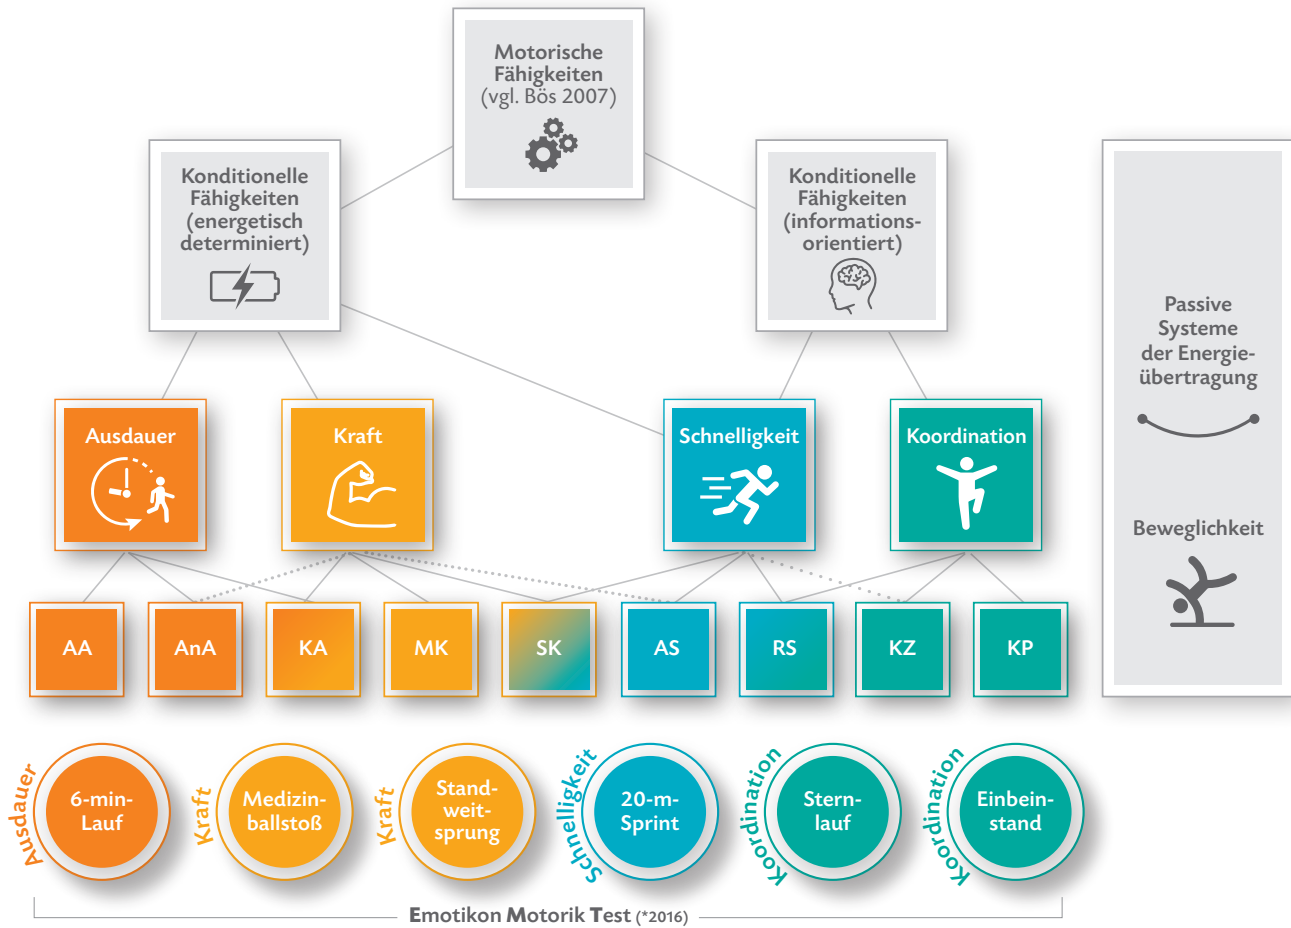 Motorische
Fähigkeiten
(vgl. Bös 2007)
Konditionelle
Fähigkeiten
(energetisch
determiniert)
Konditionelle
Fähigkeiten
(informations-
orientiert)
Passive
Systeme
der Energie-
übertragung
Beweglichkeit
Ausdauer
Kraft
Schnelligkeit
Koordination
AA
AnA
KA
MK
SK
AS
RS
KZ
KP
Ausdauer
6-min-
Lauf
Kraft
Medizin-
ballstoß
Kraft
Stand-
weit-
sprung
Schnelligkeit
20-m-
Sprint
Koordination
Stern-
lauf
Koordination
Einbein-
stand
Emotikon Motorik Test (*2016)